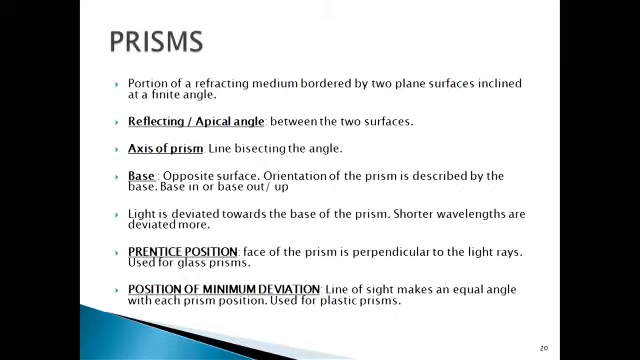 PRISMS
Portion of a refracting medium bordered by two plane surfaces inclined
at a finite angle.
Reflecting / Apical angle: between the two surfaces.
Axis of prism: Line bisecting the angle.
Base : Opposite surface. Orientation of the prism is described by the
base. Base in or base out/ up
Light is deviated towards the base of the prism. Shorter wavelengths are
deviated more.
PRENTICE POSITION: face of the prism is perpendicular to the light rays.
Used for glass prisms.
POSITION OF MINIMUM DEVIATION: Line of sight makes an equal angle
with each prism position. Used for plastic prisms.
20